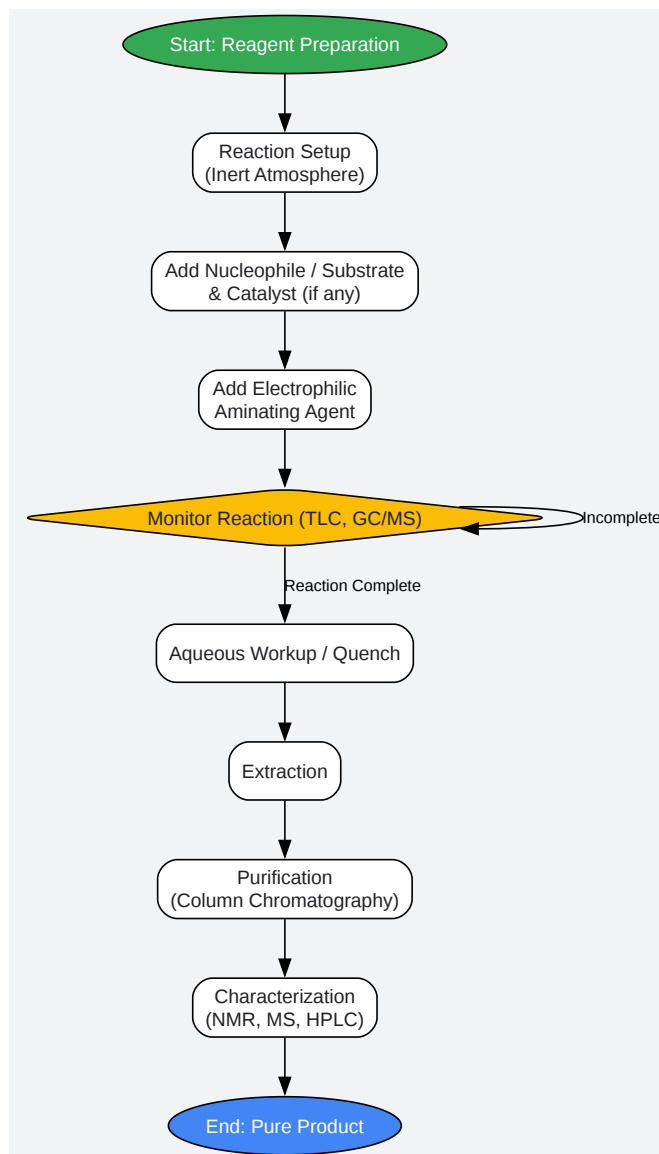 Start: Reagent Preparation
Reaction Setup
(Inert Atmosphere)
Add Nucleophile / Substrate
& Catalyst (if any)
Add Electrophilic
Aminating Agent
Monitor Reaction (TLC, GC/MS)
Incomplete
Reaction Complete
Aqueous Workup / Quench
Extraction
Purification
(Column Chromatography)
Characterization
(NMR, MS, HPLC)
End: Pure Product